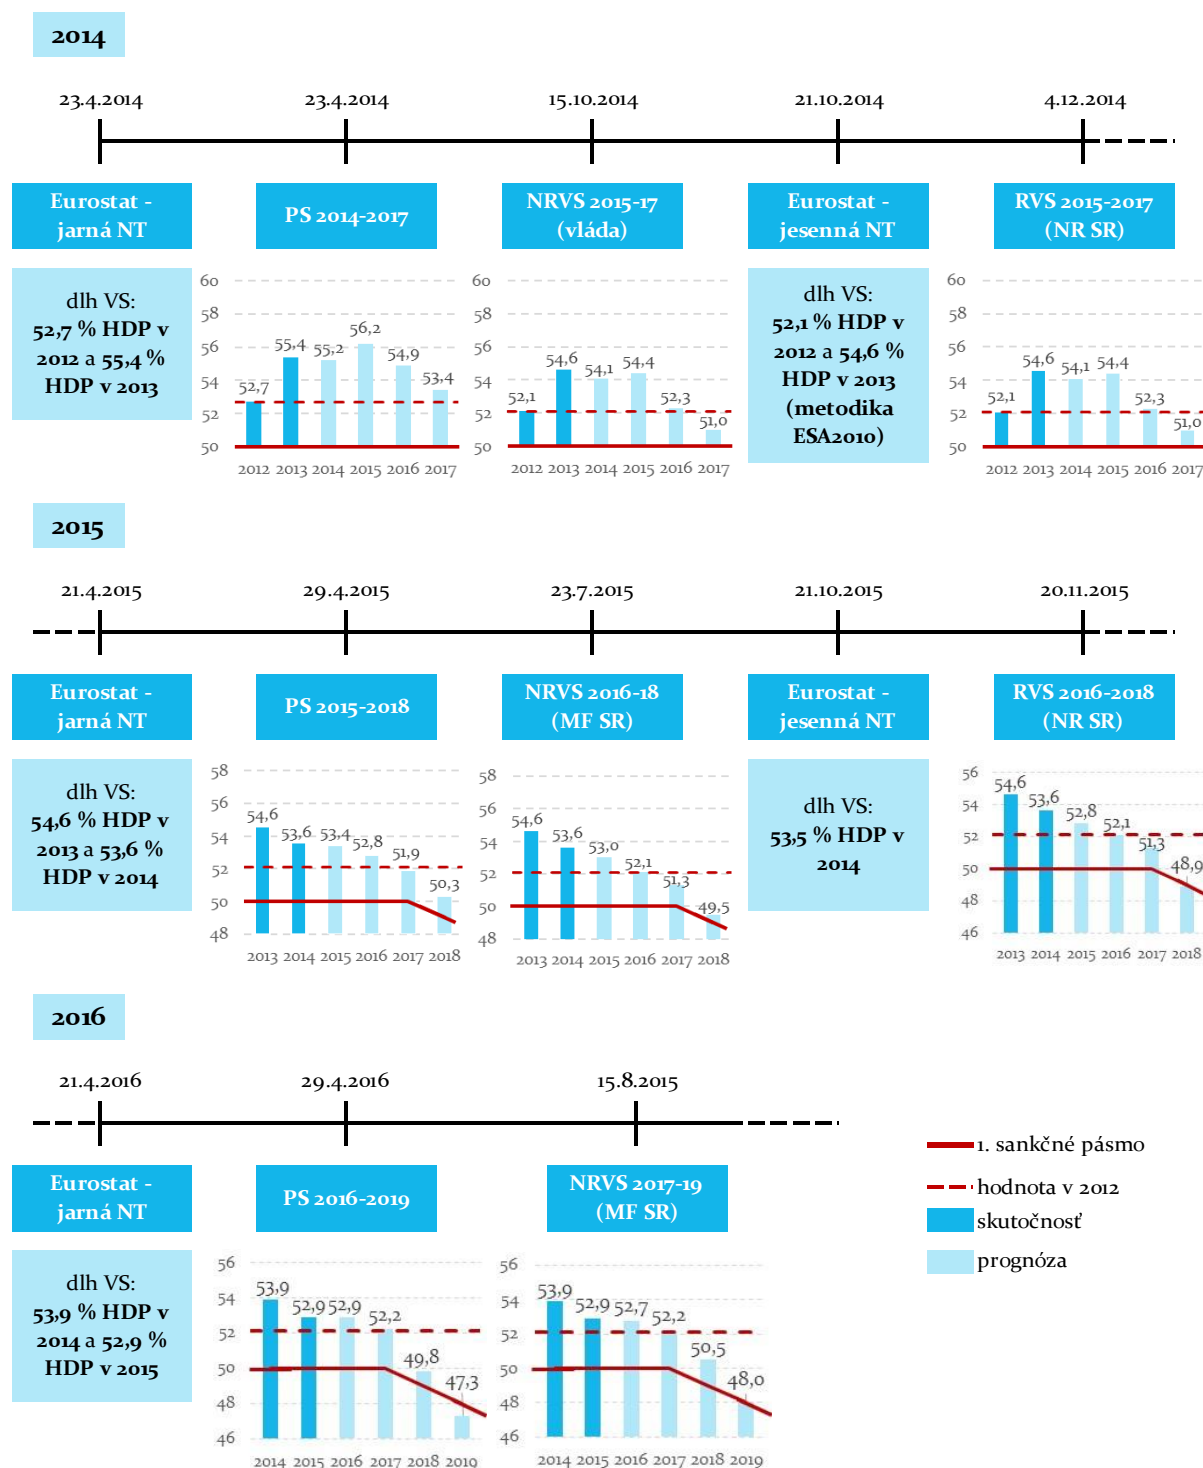 2014
23.4.2014
23.4.2014
15.10.2014
21.10.2014
4.12.2014
Eurostat -
jarná NT
PS 2014-2017
NRVS 2015-17
(vláda)
Eurostat -
jesenná NT
RVS 2015-2017
(NR SR)
dlh VS:
52,7 % HDP v
2012 a 55,4 %
HDP v 2013
60
58
56
54
52
50
52,7
55,4
55,2
56,2
54,9
53,4
2012 2013 2014 2015 2016 2017
60
58
56
54
52
50
52,1
54,6
54,1
54,4
52,3
51,0
2012 2013 2014 2015 2016 2017
dlh VS:
52,1 % HDP v
2012 a 54,6 %
HDP v 2013
(metodika
ESA2010)
60
58
56
54
52
50
52,1
54,6
54,1
54,4
52,3
51,0
2012 2013 2014 2015 2016 2017
2015
21.4.2015
29.4.2015
23.7.2015
21.10.2015
20.11.2015
Eurostat -
jarná NT
PS 2015-2018
NRVS 2016-18
(MF SR)
Eurostat -
jesenná NT
RVS 2016-2018
(NR SR)
dlh VS:
54,6 % HDP v
2013 a 53,6 %
HDP v 2014
58
56
54
52
50
48
54,6
53,6
53,4
52,8
51,9
50,3
2013 2014 2015 2016 2017 2018
58
56
54
52
50
48
54,6
53,6
53,0
52,1
51,3
49,5
2013 2014 2015 2016 2017 2018
dlh VS:
53,5 % HDP v
2014
56
54
52
50
48
46
54,6
53,6
52,8
52,1
51,3
48,9
2013 2014 2015 2016 2017 2018
2016
21.4.2016
29.4.2016
15.8.2015
Eurostat -
jarná NT
PS 2016-2019
NRVS 2017-19
(MF SR)
dlh VS:
53,9 % HDP v
2014 a 52,9 %
HDP v 2015
56
54
52
50
48
46
53,9
52,9
52,9
52,2
49,8
47,3
2014 2015 2016 2017 2018 2019
56
54
52
50
48
46
53,9
52,9
52,7
52,2
50,5
48,0
2014 2015 2016 2017 2018 2019
1. sankčné pásmo
hodnota v 2012
skutočnosť
prognóza